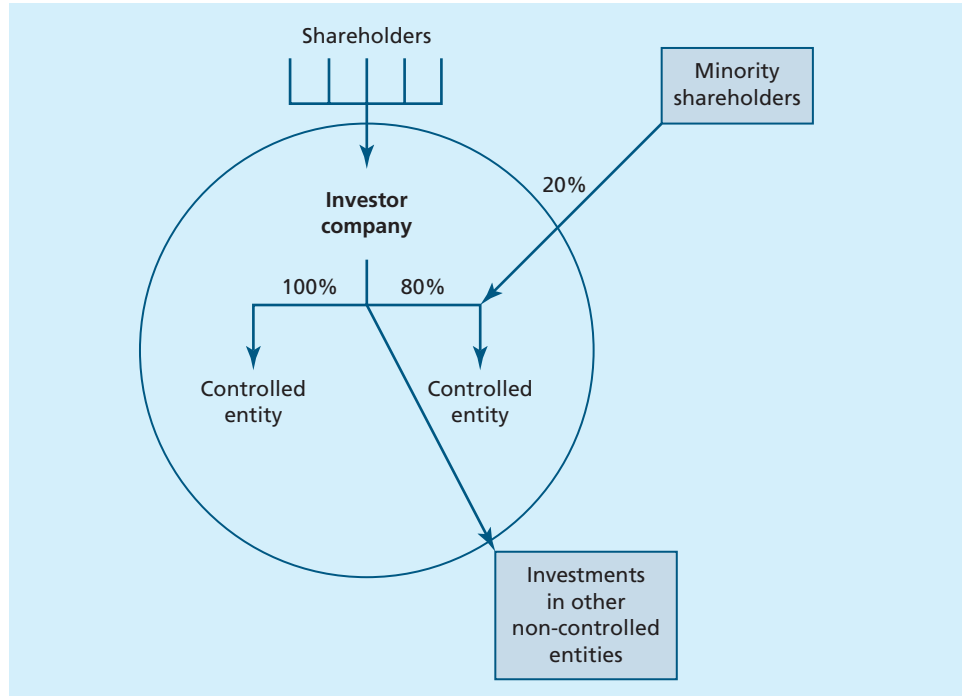 Shareholders
Minority
shareholders
20%
Investor
company
100%
80%
Controlled
entity
Controlled
entity
Investments
in other
non-controlled
entities